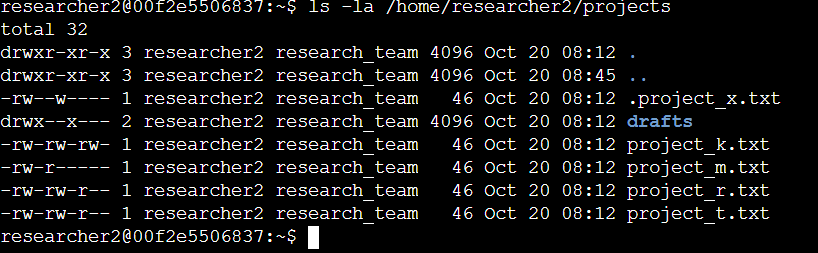 researcher2@00f2e5506837:~$ ls -la /home/researcher2/projects
total 32
drwxr-xr-x 3 researcher2 research_team 4096 Oct 20 08:12 .
drwxr-xr-x 3 researcher2 research_team 4096 Oct 20 08:45 ..
-rw--w---- 1 researcher2 research_team   46 Oct 20 08:12 .project_x.txt
drwx--x--- 2 researcher2 research_team 4096 Oct 20 08:12 drafts
-rw-rw-rw- 1 researcher2 research_team   46 Oct 20 08:12 project_k.txt
-rw-r----- 1 researcher2 research_team   46 Oct 20 08:12 project_m.txt
-rw-rw-r-- 1 researcher2 research_team   46 Oct 20 08:12 project_r.txt
-rw-rw-r-- 1 researcher2 research_team   46 Oct 20 08:12 project_t.txt
researcher2@00f2e5506837:~$